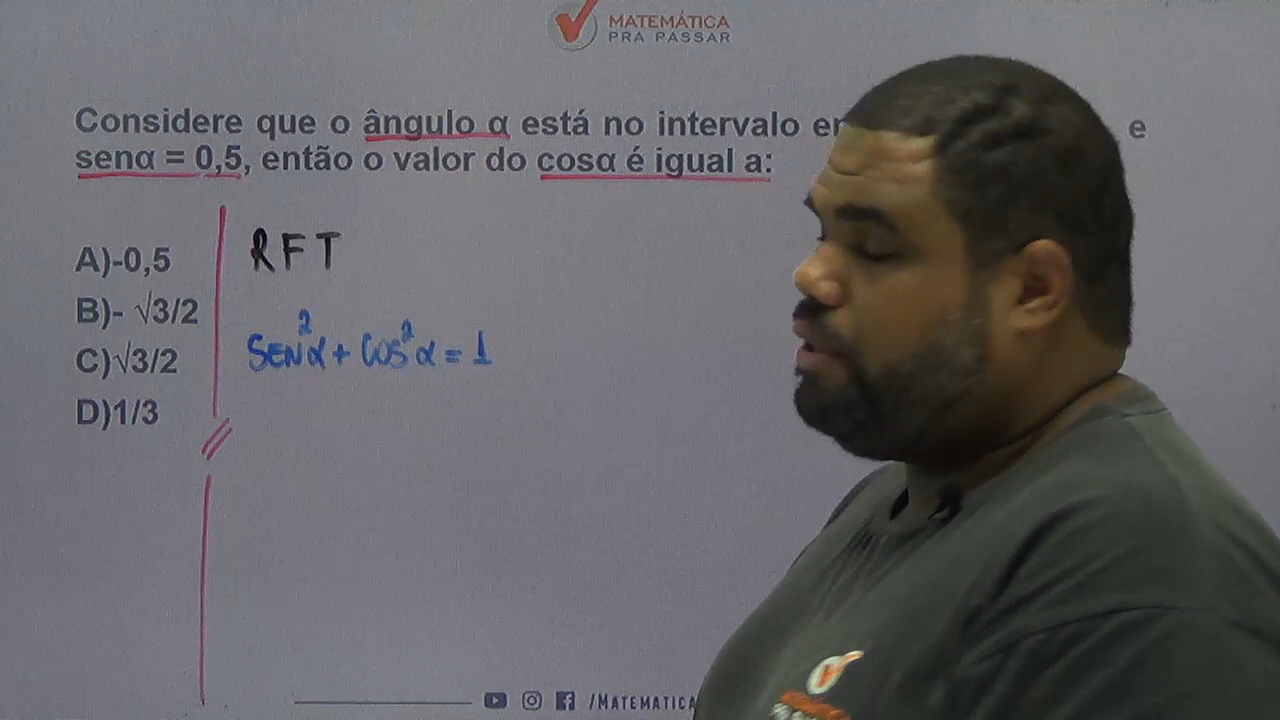 MATEMÁTICA
PRA PASSAR
Considere que o ângulo α está no intervalo e
senα = 0,5, então o valor do cosα é igual a:
A)-0,5
B)- √3/2
C)√3/2
D)1/3
RFT
SEN²α + COS²α = 1
/MATEMATICA